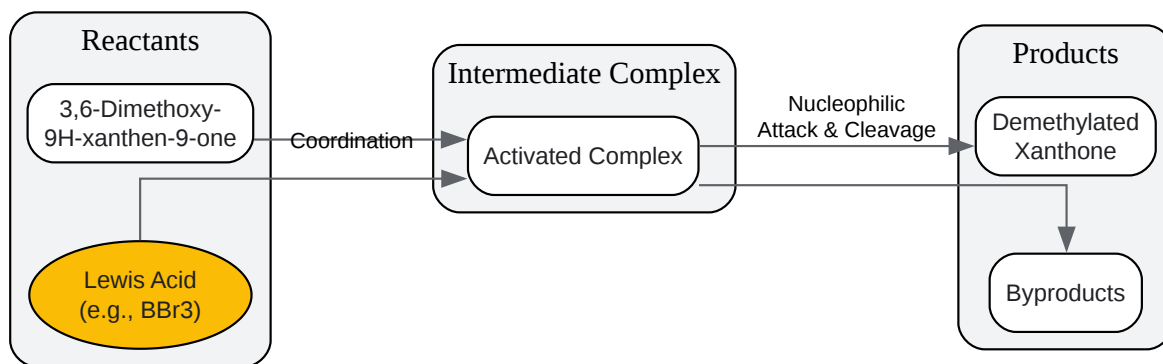 Reactants
3,6-Dimethoxy-
9H-xanthen-9-one
Lewis Acid
(e.g., BBr3)
Coordination
Intermediate Complex
Activated Complex
Nucleophilic
Attack & Cleavage
Products
Demethylated
Xanthone
Byproducts